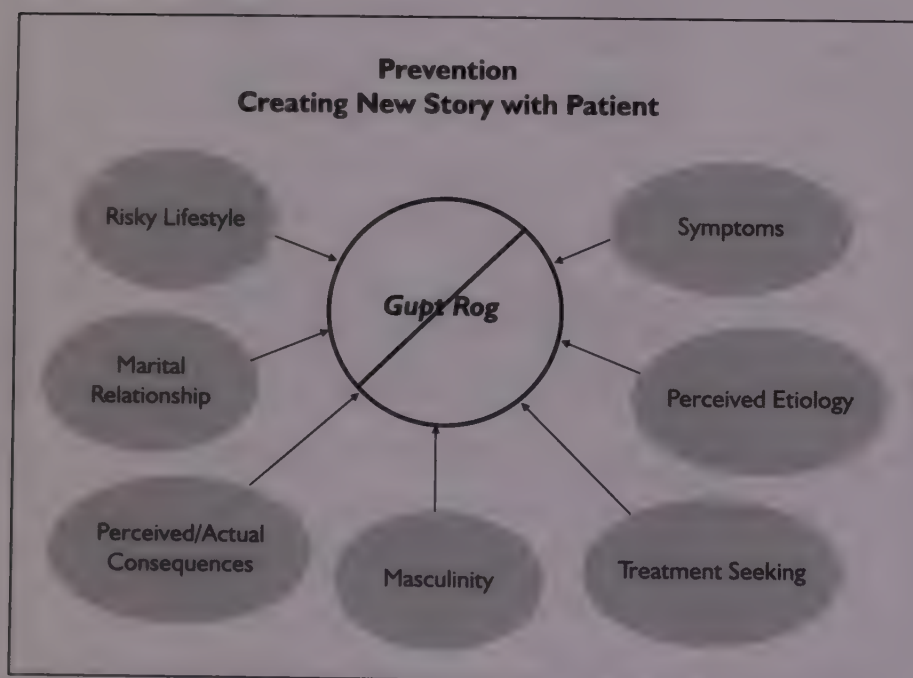 Prevention
Creating New Story with Patient
Risky Lifestyle
Symptoms
Gupt Rog
Marital
Relationship
Perceived Etiology
Perceived/Actual
Consequences
Masculinity
Treatment Seeking